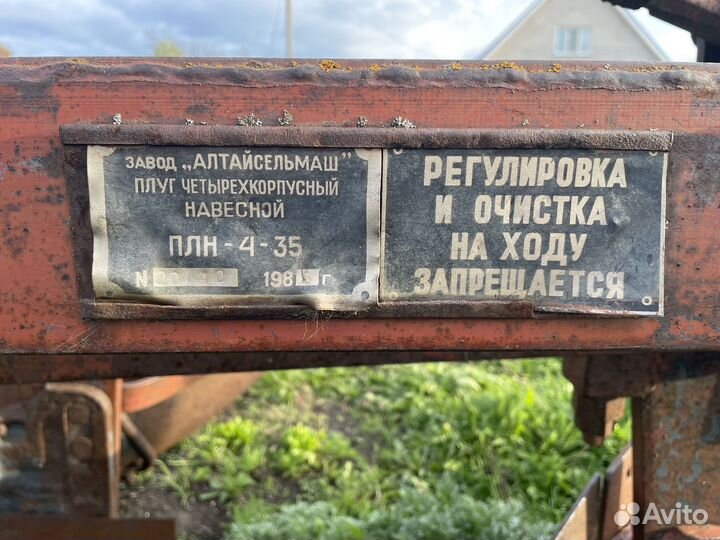 ЗАВОД „АЛТАЙСЕЛЬМАШ"
ПЛУГ ЧЕТЫРЕХКОРПУСНЫЙ
НАВЕСНОЙ
ПЛН-4-35
N 198 г
РЕГУЛИРОВКА
И ОЧИСТКА
НА ХОДУ
ЗАПРЕЩАЕТСЯ
Avito